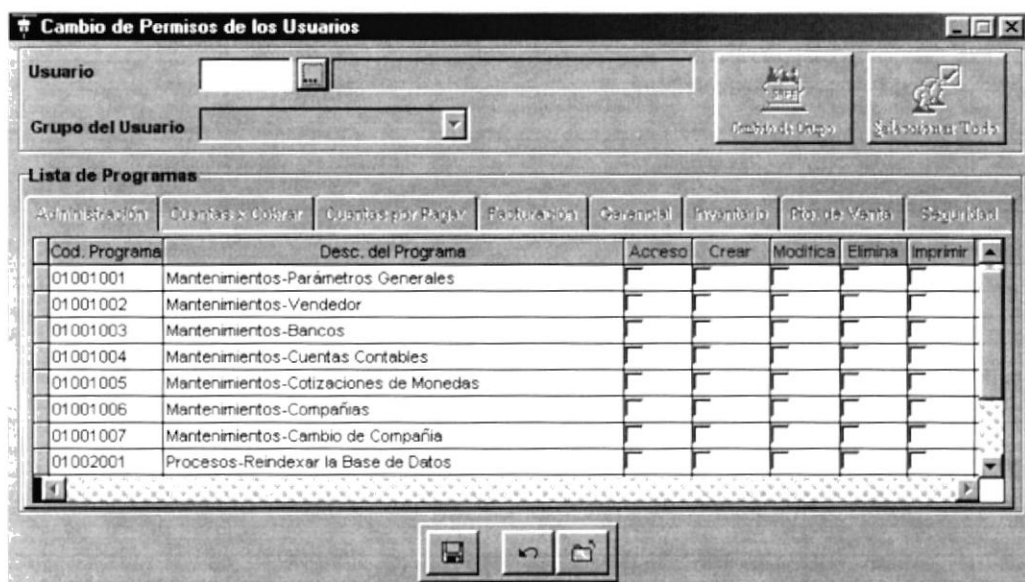 Cambio de Permisos de los Usuarios
Usuario
...
Grupo del Usuario
SAFE
Cambio de Grupo
Seleccionar Todo
Lista de Programas
Administración Cuentas x Cobrar Cuentas por Pagar Facturación Gerencial Inventario Pto. de Venta Seguridad
Cod. Programa Desc. del Programa Acceso Crear Modifica Elimina Imprimir
01001001 Mantenimientos-Parámetros Generales
01001002 Mantenimientos-Vendedor
01001003 Mantenimientos-Bancos
01001004 Mantenimientos-Cuentas Contables
01001005 Mantenimientos-Cotizaciones de Monedas
01001006 Mantenimientos-Compañias
01001007 Mantenimientos-Cambio de Compañia
01002001 Procesos-Reindexar la Base de Datos